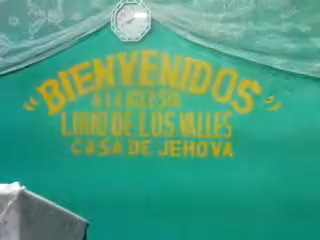 "BIENVENIDOS"
A LA IGLESIA
LIRIO DE LOS VALLES
CASA DE JEHOVA